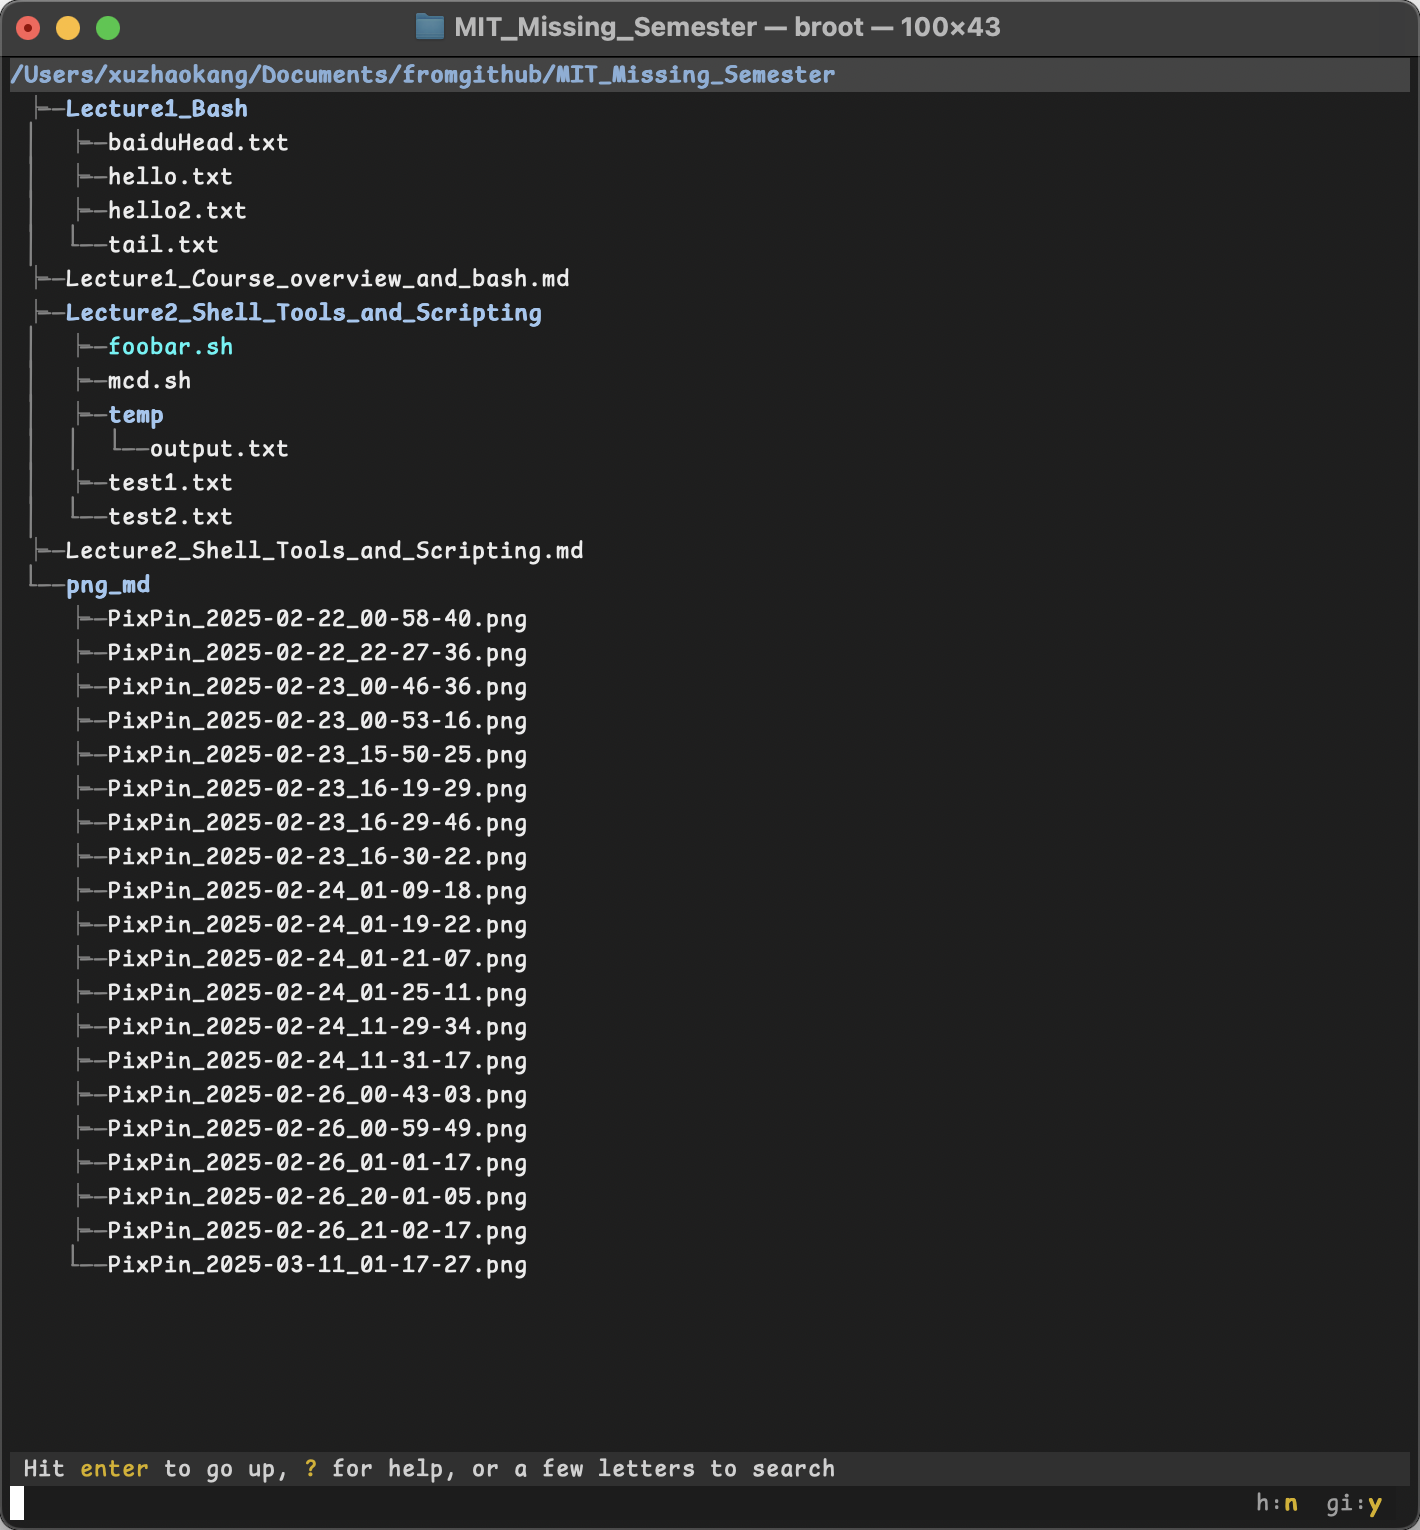 MIT_Missing_Semester — broot — 100×43
/Users/xuzhaokang/Documents/fromgithub/MIT_Missing_Semester
├──Lecture1_Bash
│  ├──baiduHead.txt
│  ├──hello.txt
│  ├──hello2.txt
│  └──tail.txt
├──Lecture1_Course_overview_and_bash.md
├──Lecture2_Shell_Tools_and_Scripting
│  ├──foobar.sh
│  ├──mcd.sh
│  ├──temp
│  │  └──output.txt
│  ├──test1.txt
│  └──test2.txt
├──Lecture2_Shell_Tools_and_Scripting.md
└──png_md
   ├──PixPin_2025-02-22_00-58-40.png
   ├──PixPin_2025-02-22_22-27-36.png
   ├──PixPin_2025-02-23_00-46-36.png
   ├──PixPin_2025-02-23_00-53-16.png
   ├──PixPin_2025-02-23_15-50-25.png
   ├──PixPin_2025-02-23_16-19-29.png
   ├──PixPin_2025-02-23_16-29-46.png
   ├──PixPin_2025-02-23_16-30-22.png
   ├──PixPin_2025-02-24_01-09-18.png
   ├──PixPin_2025-02-24_01-19-22.png
   ├──PixPin_2025-02-24_01-21-07.png
   ├──PixPin_2025-02-24_01-25-11.png
   ├──PixPin_2025-02-24_11-29-34.png
   ├──PixPin_2025-02-24_11-31-17.png
   ├──PixPin_2025-02-26_00-43-03.png
   ├──PixPin_2025-02-26_00-59-49.png
   ├──PixPin_2025-02-26_01-01-17.png
   ├──PixPin_2025-02-26_20-01-05.png
   ├──PixPin_2025-02-26_21-02-17.png
   └──PixPin_2025-03-11_01-17-27.png
Hit enter to go up, ? for help, or a few letters to search
h:n  gi:y